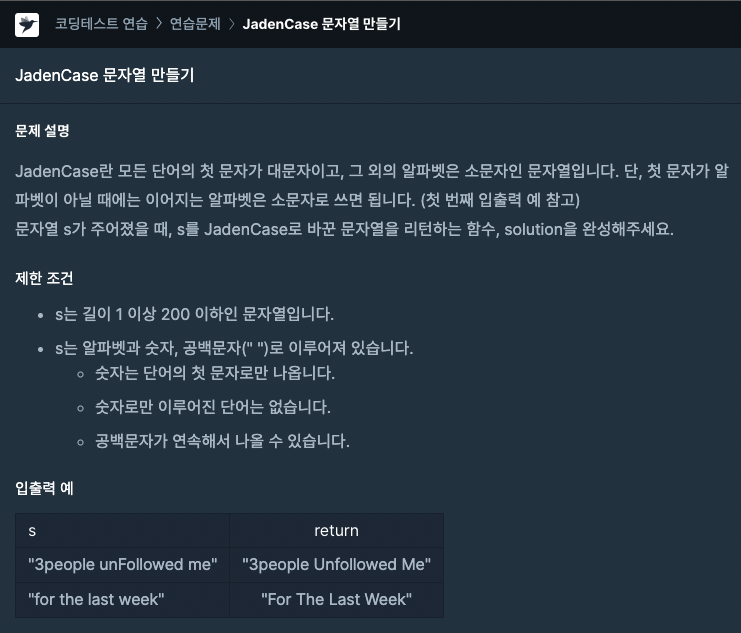 코딩테스트 연습 > 연습문제 > JadenCase 문자열 만들기
JadenCase 문자열 만들기
문제 설명
JadenCase란 모든 단어의 첫 문자가 대문자이고, 그 외의 알파벳은 소문자인 문자열입니다. 단, 첫 문자가 알
파벳이 아닐 때에는 이어지는 알파벳은 소문자로 쓰면 됩니다. (첫 번째 입출력 예 참고)
문자열 s가 주어졌을 때, s를 JadenCase로 바꾼 문자열을 리턴하는 함수, solution을 완성해주세요.
제한 조건
• s는 길이 1 이상 200 이하인 문자열입니다.
• s는 알파벳과 숫자, 공백문자(" ")로 이루어져 있습니다.
◦ 숫자는 단어의 첫 문자로만 나옵니다.
◦ 숫자로만 이루어진 단어는 없습니다.
◦ 공백문자가 연속해서 나올 수 있습니다.
입출력 예
s return
"3people unFollowed me" "3people Unfollowed Me"
"for the last week" "For The Last Week"